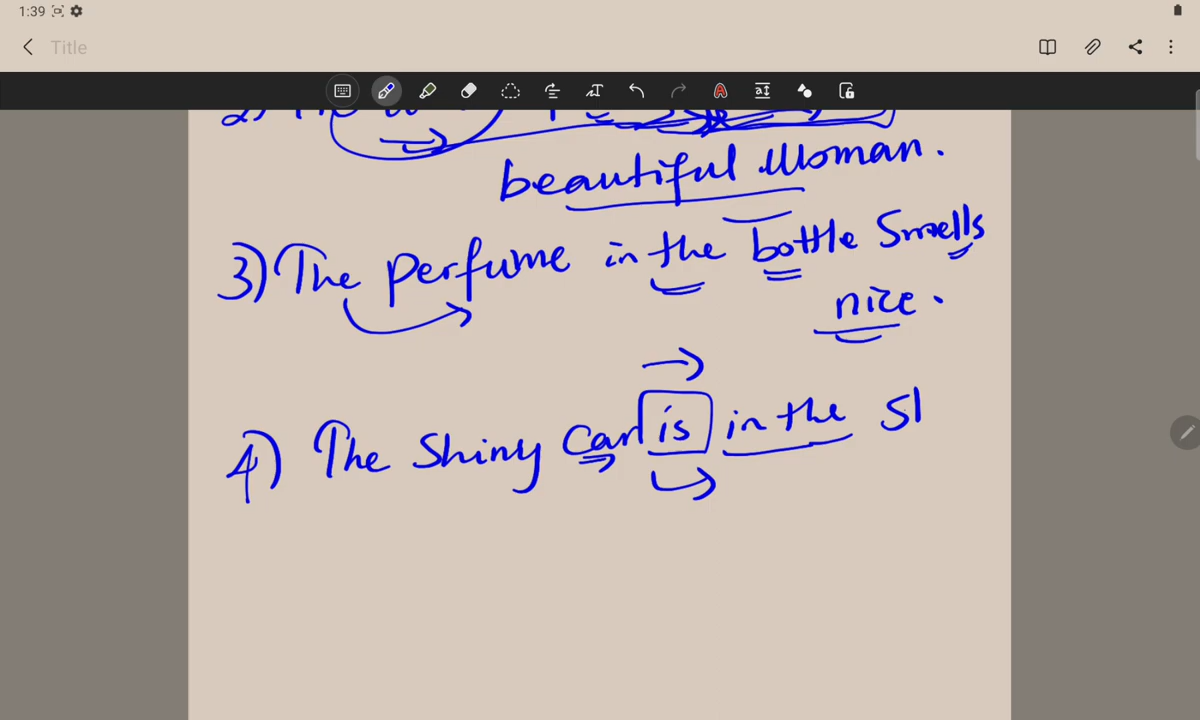 1:39
Title
beautiful Woman.
3) The perfume in the bottle Smells
nice.
4) The Shiny Car is in the Sh